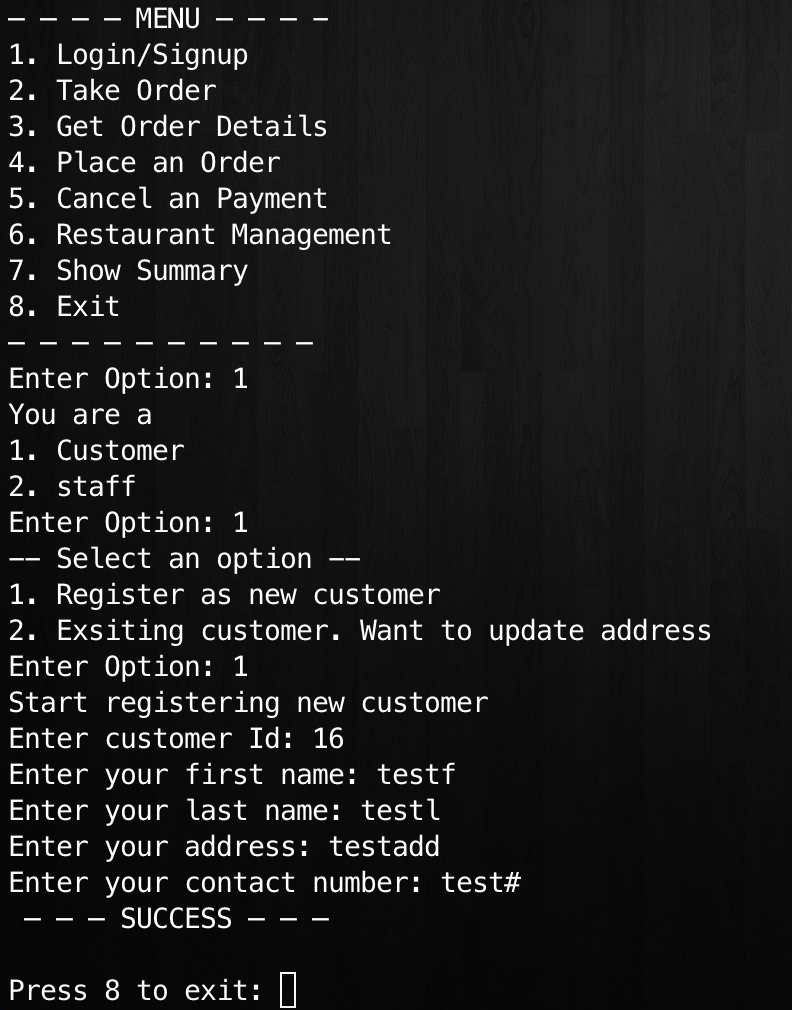 – – – – MENU – – – –
1. Login/Signup
2. Take Order
3. Get Order Details
4. Place an Order
5. Cancel an Payment
6. Restaurant Management
7. Show Summary
8. Exit
– – – – – – – – – –
Enter Option: 1
You are a
1. Customer
2. staff
Enter Option: 1
–– Select an option ––
1. Register as new customer
2. Exsiting customer. Want to update address
Enter Option: 1
Start registering new customer
Enter customer Id: 16
Enter your first name: testf
Enter your last name: testl
Enter your address: testadd
Enter your contact number: test#
– – – SUCCESS – – –
Press 8 to exit: